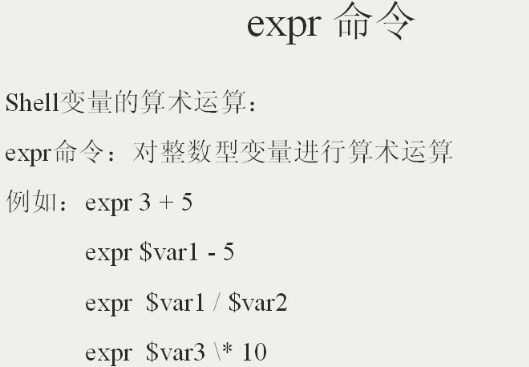 expr 命令
Shell变量的算术运算：
expr命令：对整数型变量进行算术运算
例如：expr 3 + 5
expr $var1 - 5
expr $var1 / $var2
expr $var3 \* 10